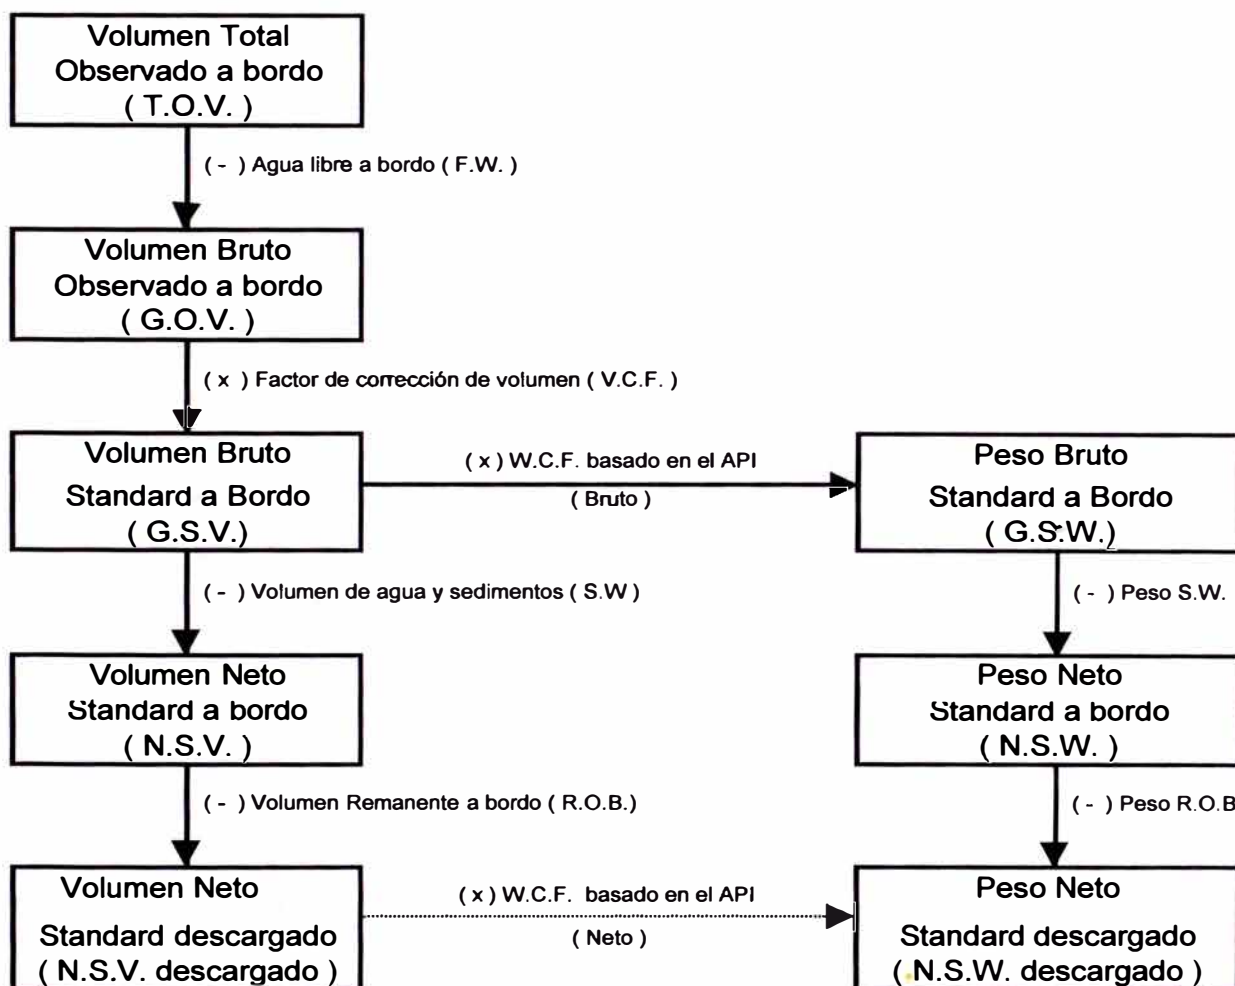 Volumen Total
Observado a bordo
( T.O.V. )
( - ) Agua libre a bordo ( F.W. )
Volumen Bruto
Observado a bordo
( G.O.V. )
( x ) Factor de corrección de volumen ( V.C.F. )
Volumen Bruto
Standard a Bordo
( G.S.V.)
( x ) W.C.F. basado en el API
( Bruto )
Peso Bruto
Standard a Bordo
( G.S.W.)
( - ) Volumen de agua y sedimentos ( S.W )
( - ) Peso S.W.
Volumen Neto
Standard a bordo
( N.S.V. )
Peso Neto
Standard a bordo
( N.S.W. )
( - ) Volumen Remanente a bordo ( R.O.B.)
( - ) Peso R.O.B
Volumen Neto
Standard descargado
( N.S.V. descargado )
( x ) W.C.F. basado en el API
( Neto )
Peso Neto
Standard descargado
( N.S.W. descargado )